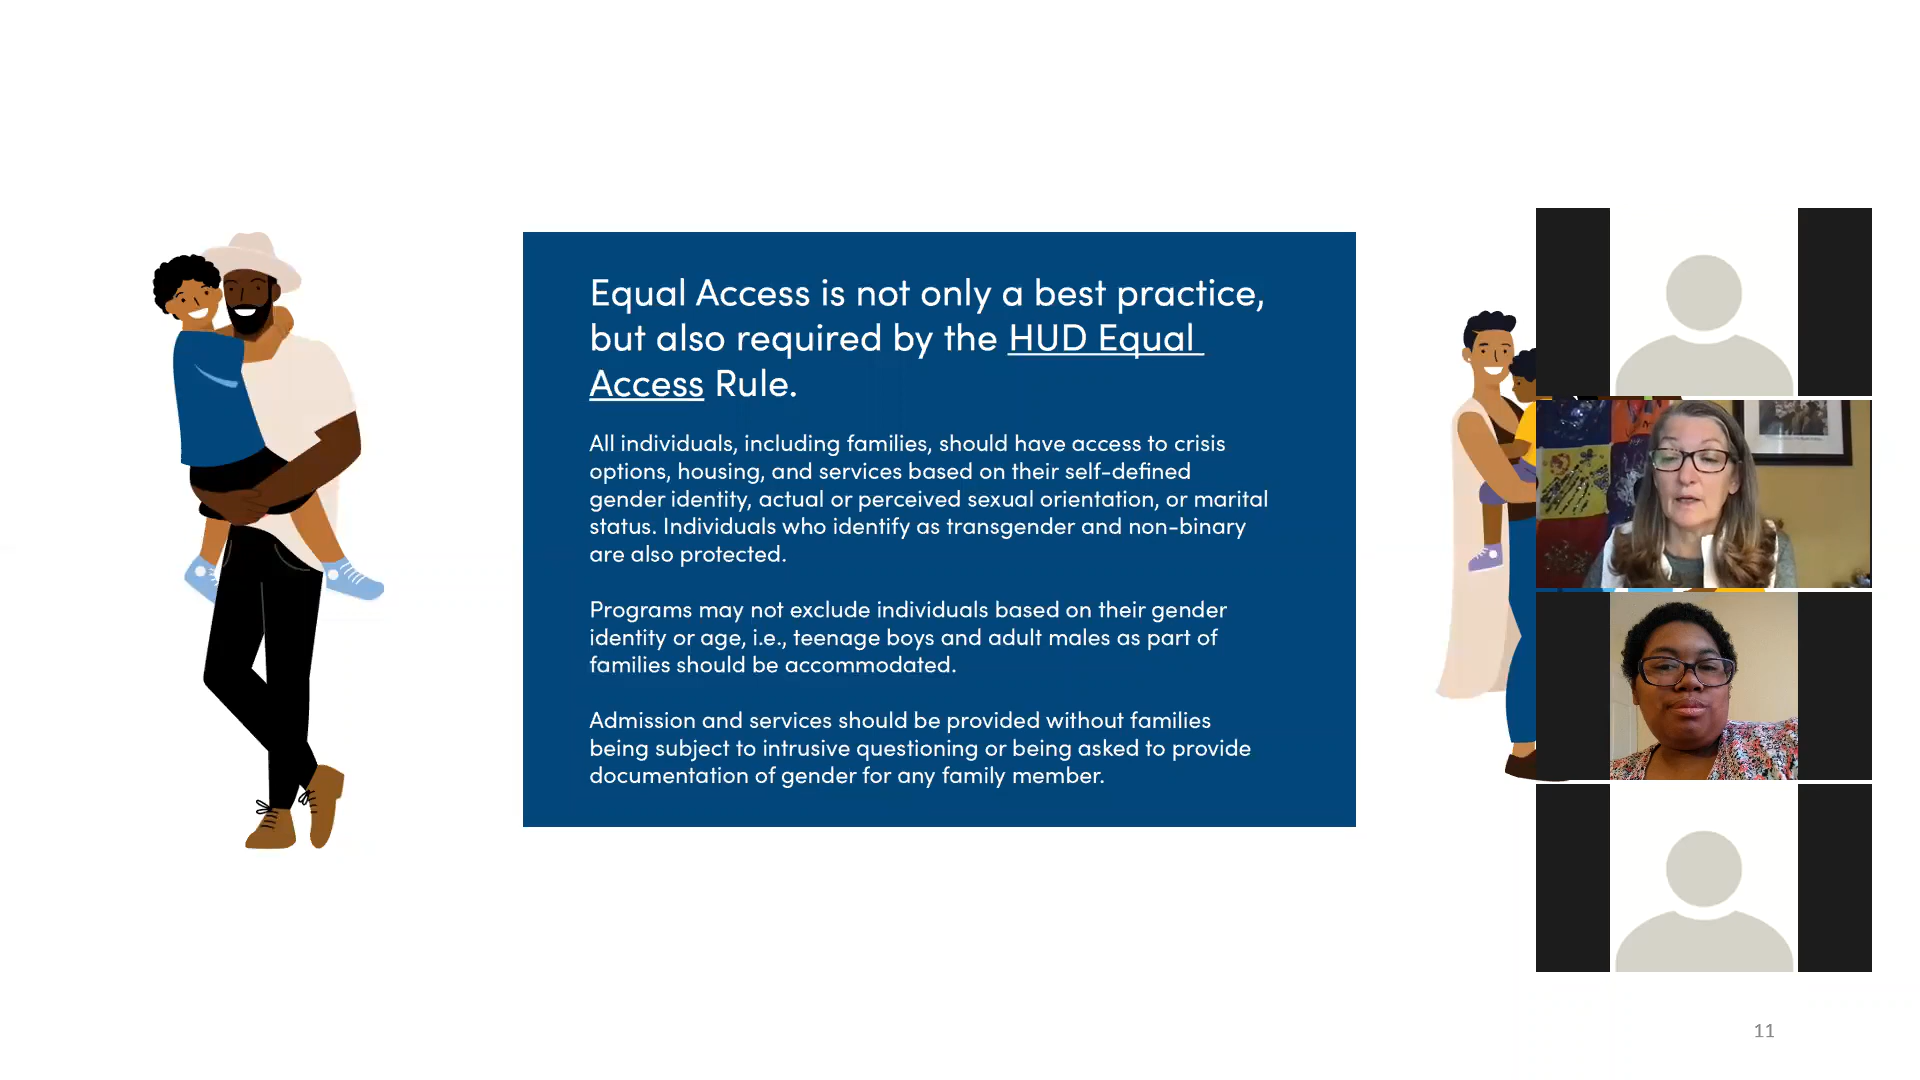 Equal Access is not only a best practice,
but also required by the HUD Equal
Access Rule.
All individuals, including families, should have access to crisis
options, housing, and services based on their self-defined
gender identity, actual or perceived sexual orientation, or marital
status. Individuals who identify as transgender and non-binary
are also protected.
Programs may not exclude individuals based on their gender
identity or age, i.e., teenage boys and adult males as part of
families should be accommodated.
Admission and services should be provided without families
being subject to intrusive questioning or being asked to provide
documentation of gender for any family member.
11